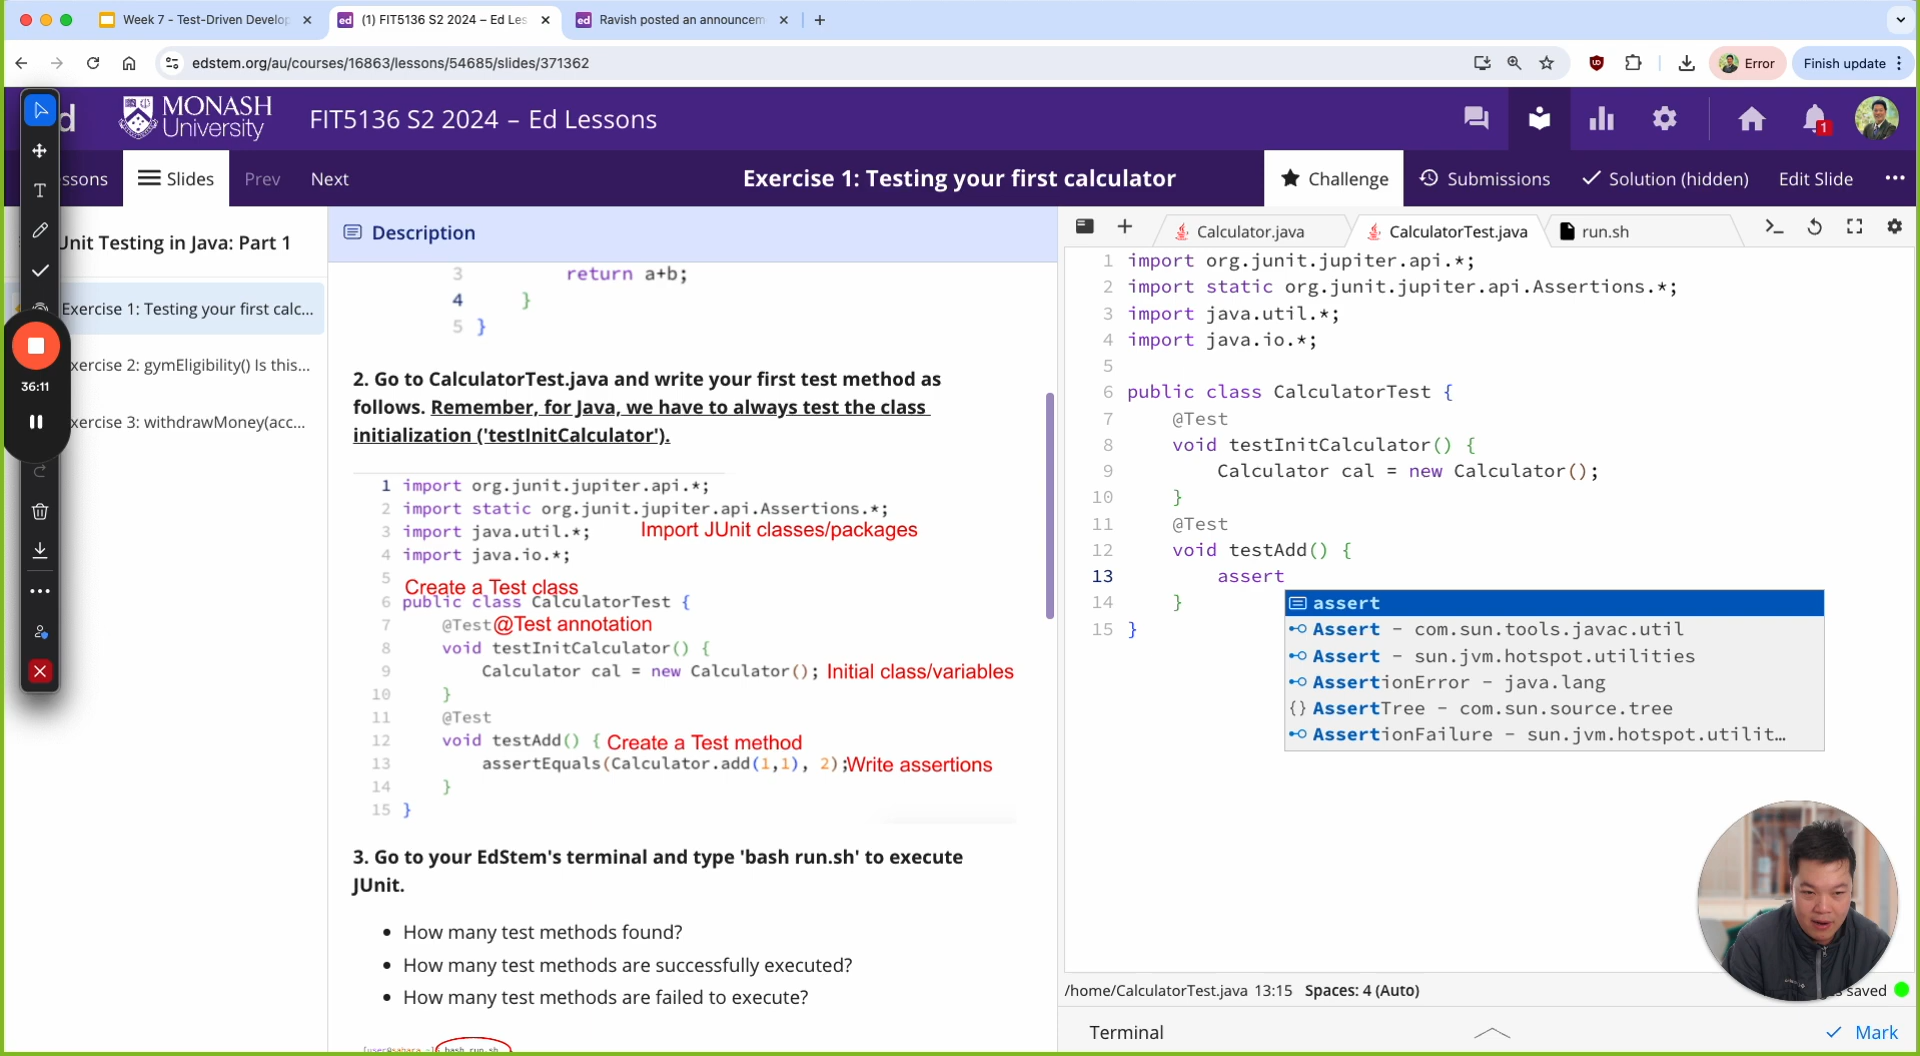 Week 7 - Test-Driven Develop
(1) FIT5136 S2 2024 – Ed Les
Ravish posted an announcem
edstem.org/au/courses/16863/lessons/54685/slides/371362
Error
Finish update
MONASH
University
FIT5136 S2 2024 – Ed Lessons
1
ssons
Slides
Prev
Next
Exercise 1: Testing your first calculator
Challenge
Submissions
Solution (hidden)
Edit Slide
Unit Testing in Java: Part 1
Exercise 1: Testing your first calc...
xercise 2: gymEligibility() Is this...
xercise 3: withdrawMoney(acc...
36:11
Description
3 return a+b;
4 }
5 }
2. Go to CalculatorTest.java and write your first test method as
follows. Remember, for Java, we have to always test the class
initialization ('testInitCalculator').
1 import org.junit.jupiter.api.*;
2 import static org.junit.jupiter.api.Assertions.*;
3 import java.util.*; Import JUnit classes/packages
4 import java.io.*;
5 Create a Test class
6 public class CalculatorTest {
7 @Test @Test annotation
8 void testInitCalculator() {
9 Calculator cal = new Calculator(); Initial class/variables
10 }
11 @Test
12 void testAdd() { Create a Test method
13 assertEquals(Calculator.add(1,1), 2); Write assertions
14 }
15 }
3. Go to your EdStem's terminal and type 'bash run.sh' to execute
JUnit.
• How many test methods found?
• How many test methods are successfully executed?
• How many test methods are failed to execute?
[user@sahara ~]$ bash run.sh
Calculator.java
CalculatorTest.java
run.sh
1 import org.junit.jupiter.api.*;
2 import static org.junit.jupiter.api.Assertions.*;
3 import java.util.*;
4 import java.io.*;
5
6 public class CalculatorTest {
7 @Test
8 void testInitCalculator() {
9 Calculator cal = new Calculator();
10 }
11 @Test
12 void testAdd() {
13 assert
14 }
15 }
assert
Assert – com.sun.tools.javac.util
Assert – sun.jvm.hotspot.utilities
AssertionError – java.lang
AssertTree – com.sun.source.tree
AssertionFailure – sun.jvm.hotspot.utilit…
/home/CalculatorTest.java 13:15 Spaces: 4 (Auto)
saved
Terminal
Mark